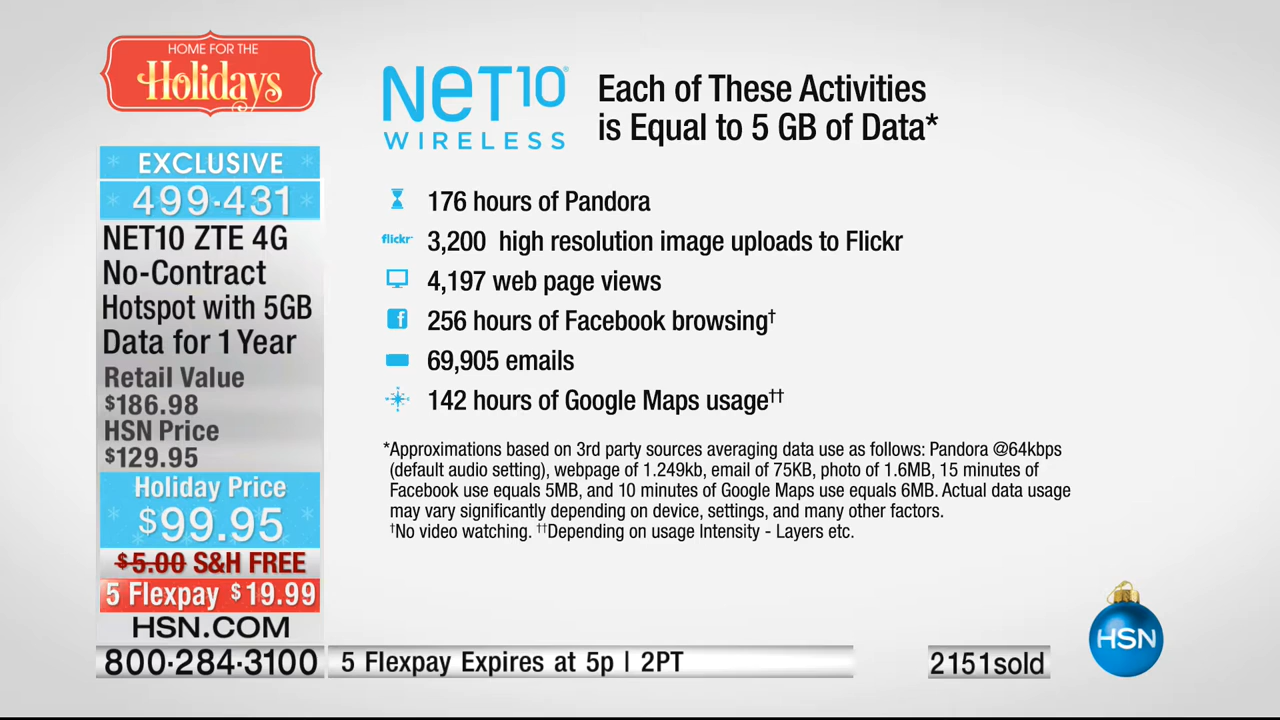 HOME FOR THE
Holidays
EXCLUSIVE
499·431
NET10 ZTE 4G
No-Contract
Hotspot with 5GB
Data for 1 Year
Retail Value
$186.98
HSN Price
$129.95
Holiday Price
$99.95
$5.00 S&H FREE
5 Flexpay $19.99
HSN.COM
800·284·3100
NET10®
WIRELESS
Each of These Activities
is Equal to 5 GB of Data*
176 hours of Pandora
flickr 3,200 high resolution image uploads to Flickr
4,197 web page views
f 256 hours of Facebook browsing†
69,905 emails
142 hours of Google Maps usage††
*Approximations based on 3rd party sources averaging data use as follows: Pandora @64kbps
(default audio setting), webpage of 1.249kb, email of 75KB, photo of 1.6MB, 15 minutes of
Facebook use equals 5MB, and 10 minutes of Google Maps use equals 6MB. Actual data usage
may vary significantly depending on device, settings, and many other factors.
†No video watching. ††Depending on usage Intensity - Layers etc.
HSN
5 Flexpay Expires at 5p | 2PT
2151sold